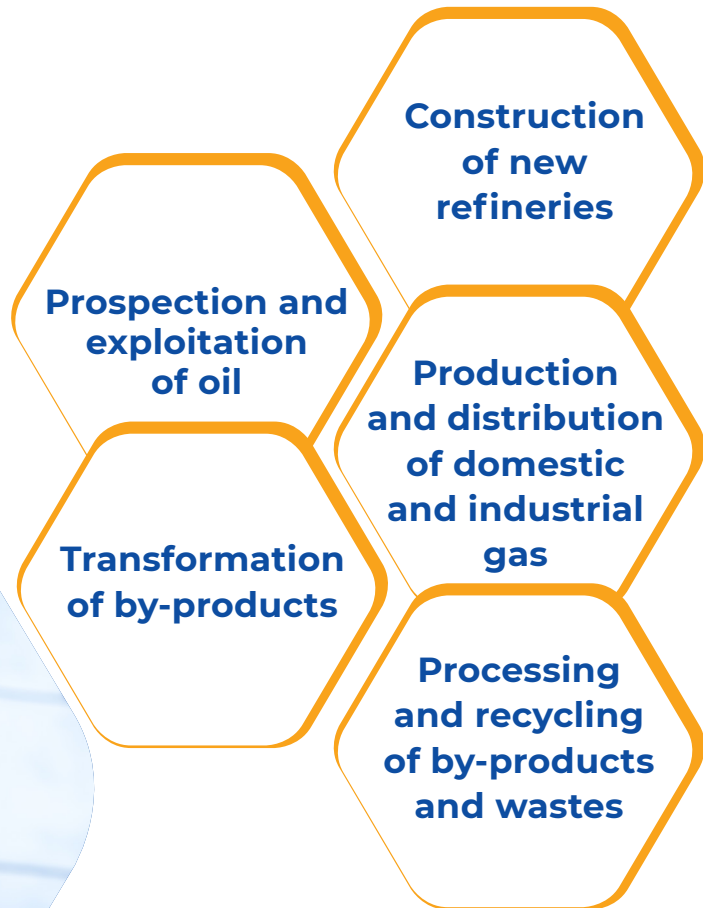 Construction
of new
refineries
Prospection and
exploitation
of oil
Production
and distribution
of domestic
and industrial
gas
Transformation
of by-products
Processing
and recycling
of by-products
and wastes